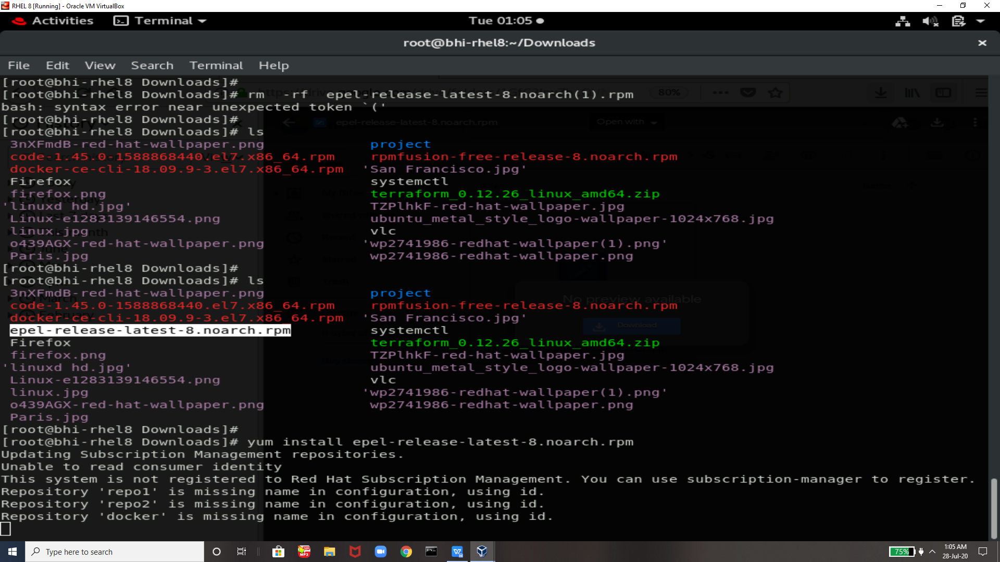 RHEL 8 [Running] - Oracle VM VirtualBox
Activities Terminal Tue 01:05
root@bhi-rhel8:~/Downloads
File Edit View Search Terminal Help
[root@bhi-rhel8 Downloads]#
[root@bhi-rhel8 Downloads]# rm -rf epel-release-latest-8.noarch(1).rpm
80%
bash: syntax error near unexpected token `('
[root@bhi-rhel8 Downloads]#
History
epel-release-latest-8.noarch.rpm Open with
[root@bhi-rhel8 Downloads]# ls
3nXFmdB-red-hat-wallpaper.png project
code-1.45.0-1588868440.el7.x86_64.rpm rpmfusion-free-release-8.noarch.rpm
docker-ce-cli-18.09.9-3.el7.x86_64.rpm 'San Francisco.jpg'
Firefox systemctl
firefox.png terraform_0.12.26_linux_amd64.zip
'linuxd hd.jpg' TZPlhkF-red-hat-wallpaper.jpg
Linux-e1283139146554.png ubuntu_metal_style_logo-wallpaper-1024x768.jpg
linux.jpg vlc
o439AGX-red-hat-wallpaper.png 'wp2741986-redhat-wallpaper(1).png'
Paris.jpg wp2741986-redhat-wallpaper.png
[root@bhi-rhel8 Downloads]#
[root@bhi-rhel8 Downloads]# ls
3nXFmdB-red-hat-wallpaper.png project
No preview available
code-1.45.0-1588868440.el7.x86_64.rpm rpmfusion-free-release-8.noarch.rpm
docker-ce-cli-18.09.9-3.el7.x86_64.rpm 'San Francisco.jpg'
Download
epel-release-latest-8.noarch.rpm systemctl
Firefox terraform_0.12.26_linux_amd64.zip
firefox.png TZPlhkF-red-hat-wallpaper.jpg
'linuxd hd.jpg' ubuntu_metal_style_logo-wallpaper-1024x768.jpg
Linux-e1283139146554.png vlc
linux.jpg 'wp2741986-redhat-wallpaper(1).png'
o439AGX-red-hat-wallpaper.png wp2741986-redhat-wallpaper.png
Paris.jpg
[root@bhi-rhel8 Downloads]#
[root@bhi-rhel8 Downloads]# yum install epel-release-latest-8.noarch.rpm
Updating Subscription Management repositories.
Unable to read consumer identity
This system is not registered to Red Hat Subscription Management. You can use subscription-manager to register.
Repository 'repo1' is missing name in configuration, using id.
Repository 'repo2' is missing name in configuration, using id.
Repository 'docker' is missing name in configuration, using id.
Type here to search
MP3
75%
1:05 AM
28-Jul-20